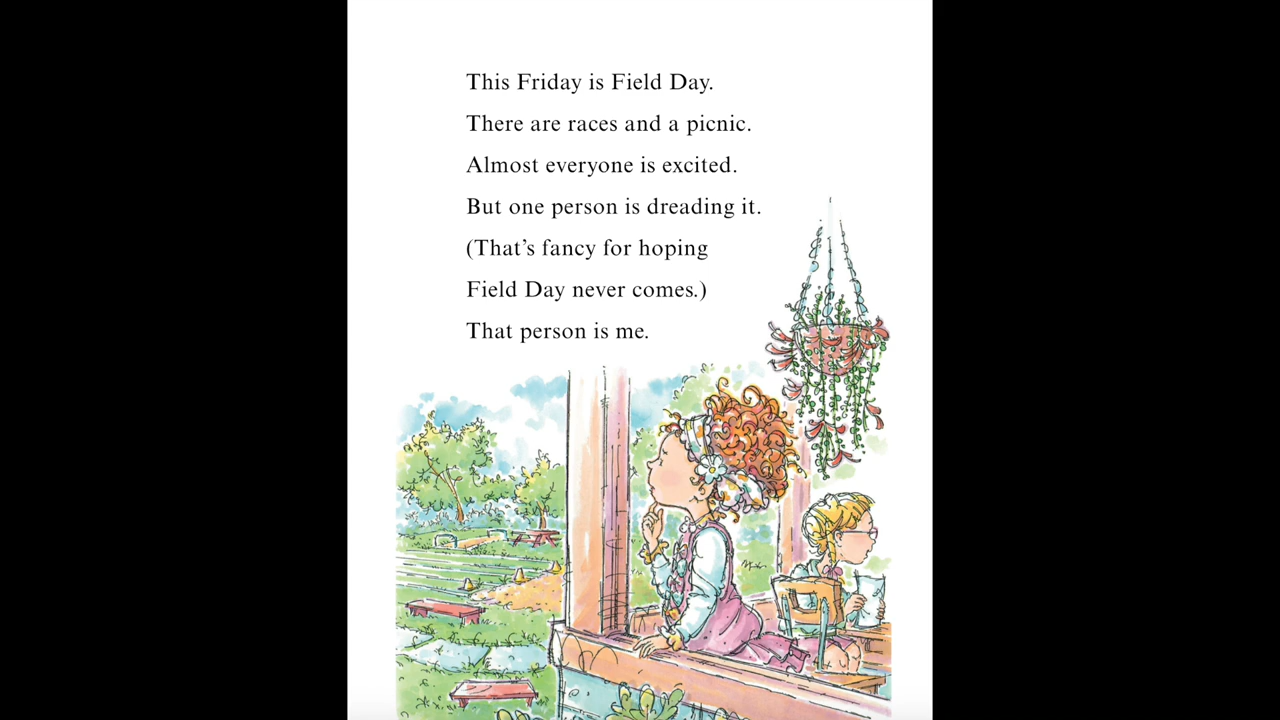 This Friday is Field Day.
There are races and a picnic.
Almost everyone is excited.
But one person is dreading it.
(That’s fancy for hoping
Field Day never comes.)
That person is me.